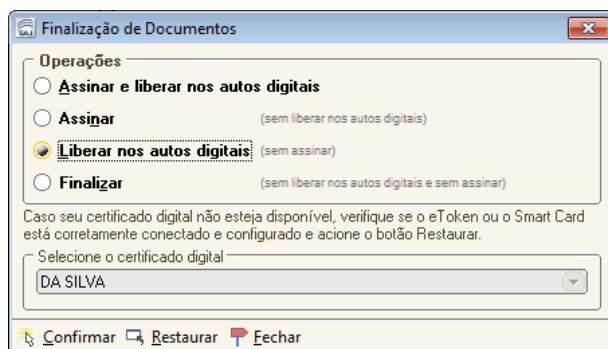 Finalização de Documentos
Operações
Assinar e liberar nos autos digitais
Assinar (sem liberar nos autos digitais)
Liberar nos autos digitais (sem assinar)
Finalizar (sem liberar nos autos digitais e sem assinar)
Caso seu certificado digital não esteja disponível, verifique se o eToken ou o Smart Card
está corretamente conectado e configurado e acione o botão Restaurar.
Selecione o certificado digital
DA SILVA
Confirmar Restaurar Fechar